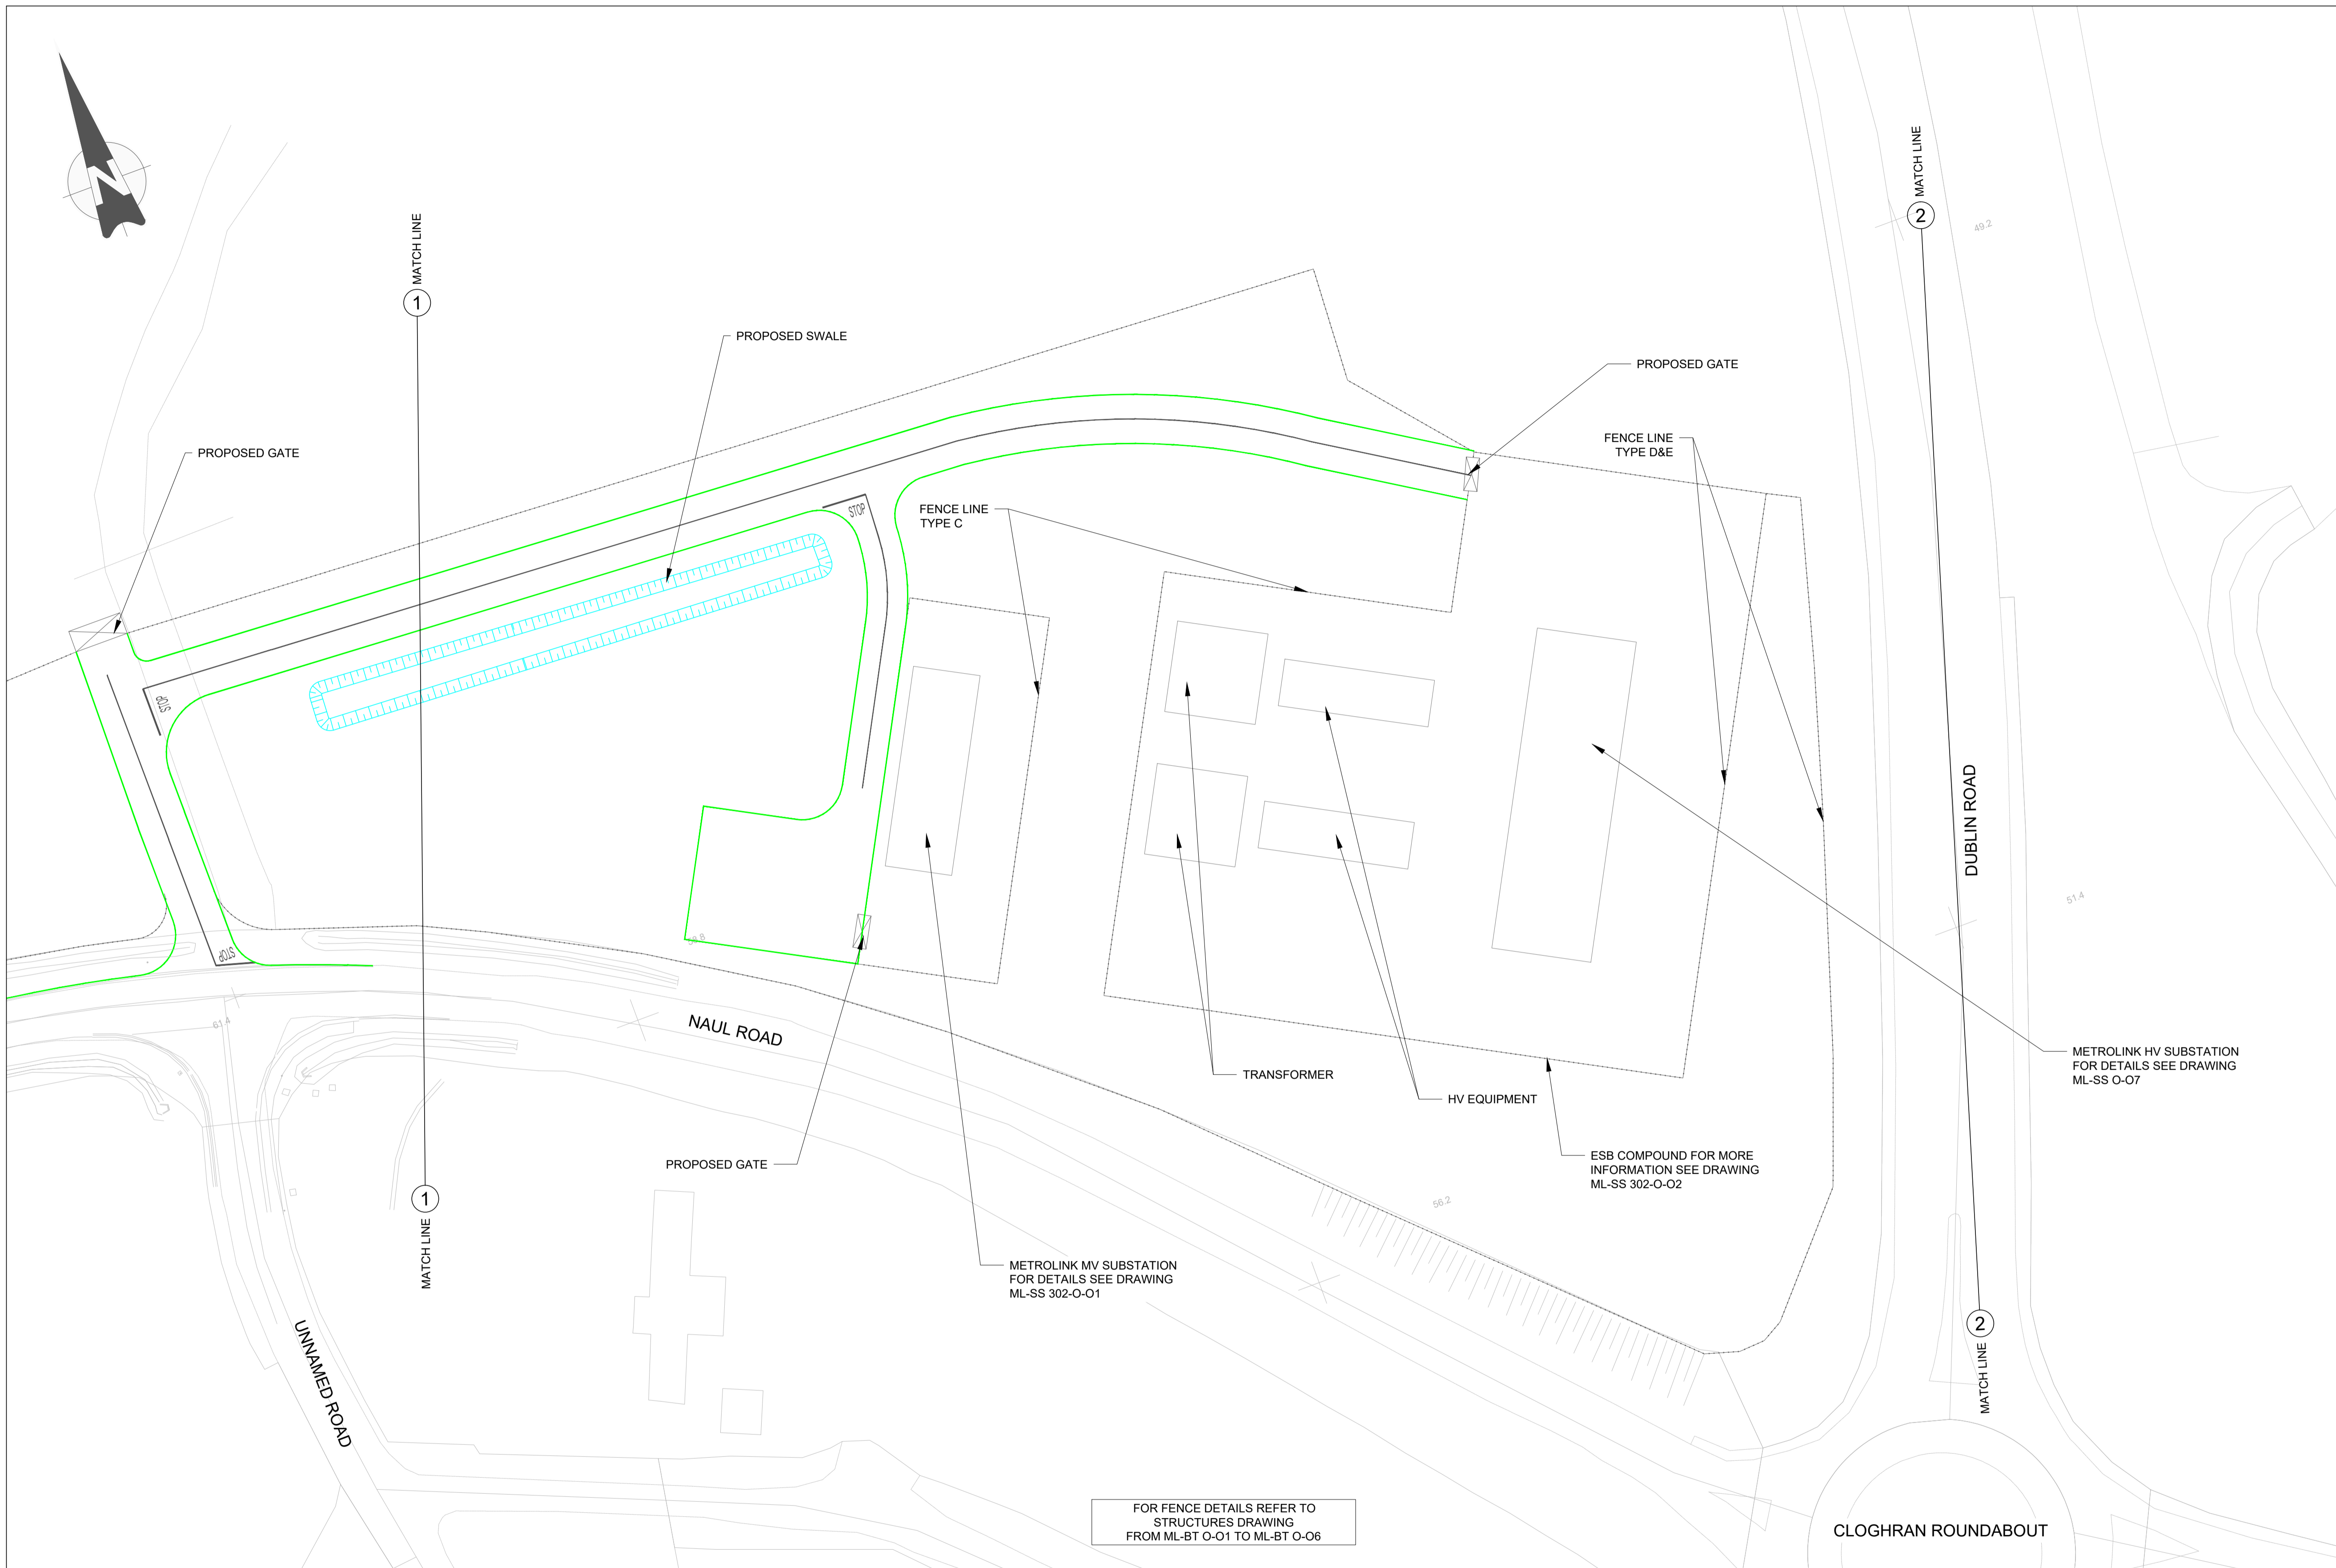 N
MATCH LINE
1
MATCH LINE
2
49.2
PROPOSED SWALE
PROPOSED GATE
PROPOSED GATE
FENCE LINE
TYPE D&E
FENCE LINE
TYPE C
STOP
STOP
STOP
DUBLIN ROAD
51.4
61.4
NAUL ROAD
TRANSFORMER
HV EQUIPMENT
METROLINK HV SUBSTATION
FOR DETAILS SEE DRAWING
ML-SS O-O7
ESB COMPOUND FOR MORE
INFORMATION SEE DRAWING
ML-SS 302-O-O2
PROPOSED GATE
56.2
1
MATCH LINE
METROLINK MV SUBSTATION
FOR DETAILS SEE DRAWING
ML-SS 302-O-O1
2
MATCH LINE
UNNAMED ROAD
FOR FENCE DETAILS REFER TO
STRUCTURES DRAWING
FROM ML-BT O-O1 TO ML-BT O-O6
CLOGHRAN ROUNDABOUT